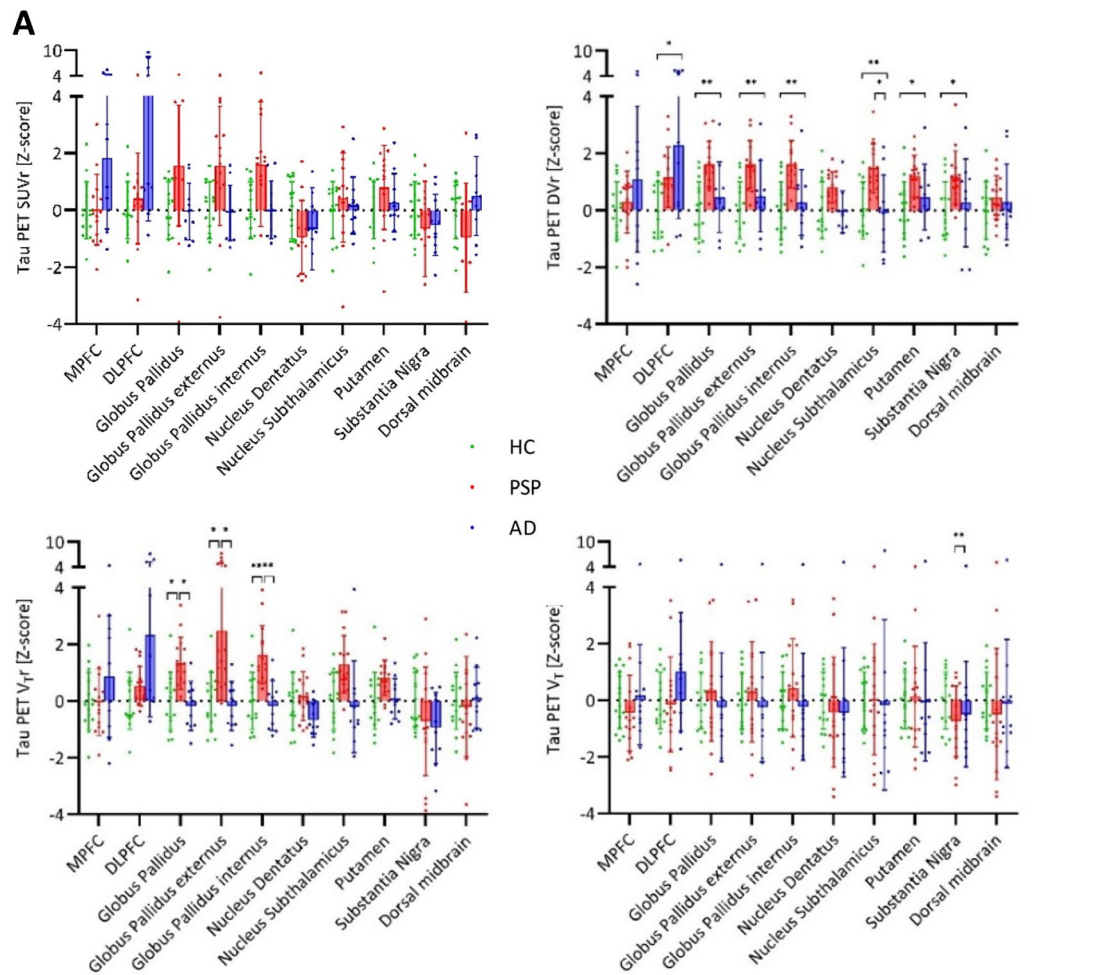 A
Tau PET SUVr [Z-score]
10
4
4
2
0
-2
-4
MPFC
DLPFC
Globus Pallidus
Globus Pallidus externus
Globus Pallidus internus
Nucleus Dentatus
Nucleus Subthalamicus
Putamen
Substantia Nigra
Dorsal midbrain
Tau PET DVr [Z-score]
10
4
4
2
0
-2
-4
*
**
**
**
**
*
*
*
MPFC
DLPFC
Globus Pallidus
Globus Pallidus externus
Globus Pallidus internus
Nucleus Dentatus
Nucleus Subthalamicus
Putamen
Substantia Nigra
Dorsal midbrain
HC
PSP
AD
Tau PET VTr [Z-score]
10
4
4
2
0
-2
-4
* *
* *
**
MPFC
DLPFC
Globus Pallidus
Globus Pallidus externus
Globus Pallidus internus
Nucleus Dentatus
Nucleus Subthalamicus
Putamen
Substantia Nigra
Dorsal midbrain
Tau PET VT [Z-score]
10
4
4
2
0
-2
-4
**
MPFC
DLPFC
Globus Pallidus
Globus Pallidus externus
Globus Pallidus internus
Nucleus Dentatus
Nucleus Subthalamicus
Putamen
Substantia Nigra
Dorsal midbrain